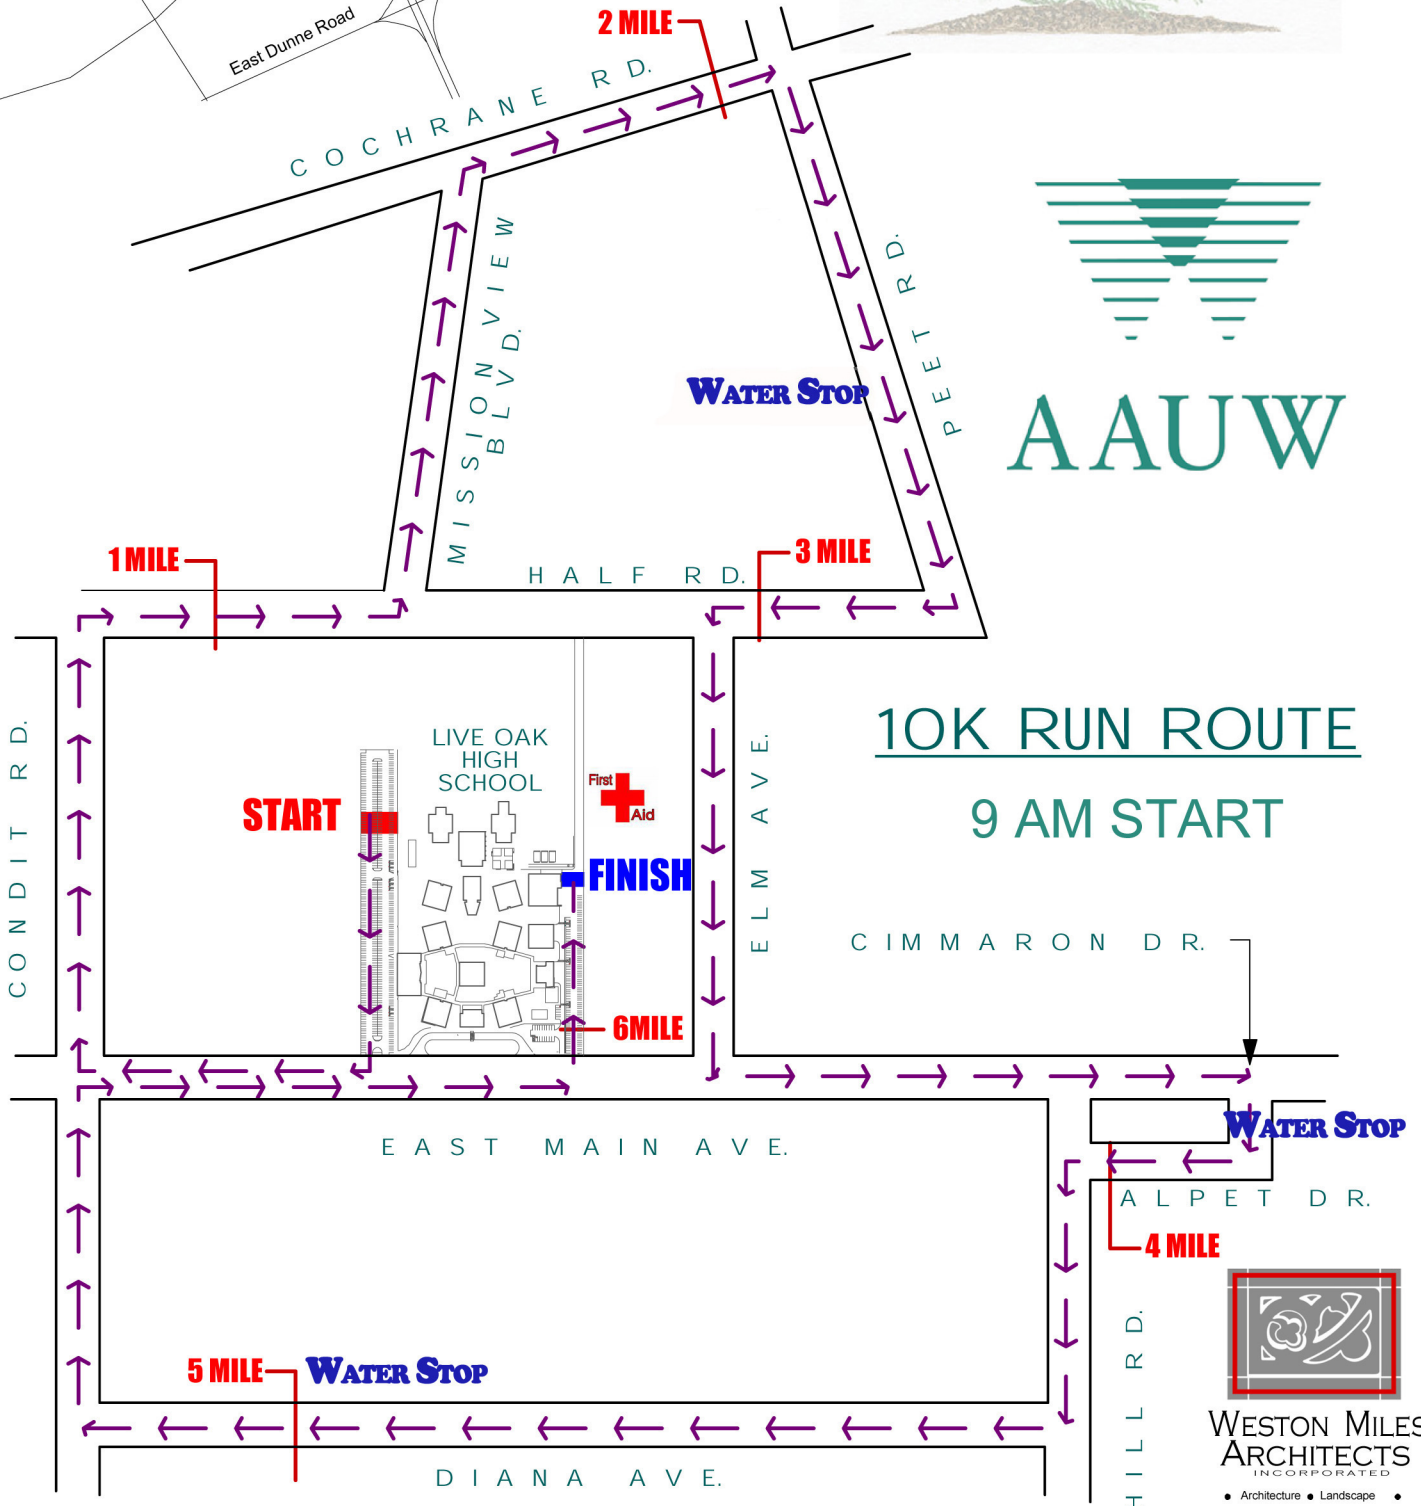 2 MILE
East Dunne Road
COCHRANE RD.
MISSION VIEW
BLVD.
PEET RD.
WATER STOP
AAUW
1 MILE
HALF RD.
3 MILE
CONDIT RD.
LIVE OAK
HIGH
SCHOOL
START
First
Aid
FINISH
ELM AVE.
10K RUN ROUTE
9 AM START
CIMMARON DR.
6MILE
EAST MAIN AVE.
WATER STOP
ALPET DR.
4 MILE
HILL RD.
5 MILE
WATER STOP
DIANA AVE.
WESTON MILES
ARCHITECTS
INCORPORATED
• Architecture • Landscape •